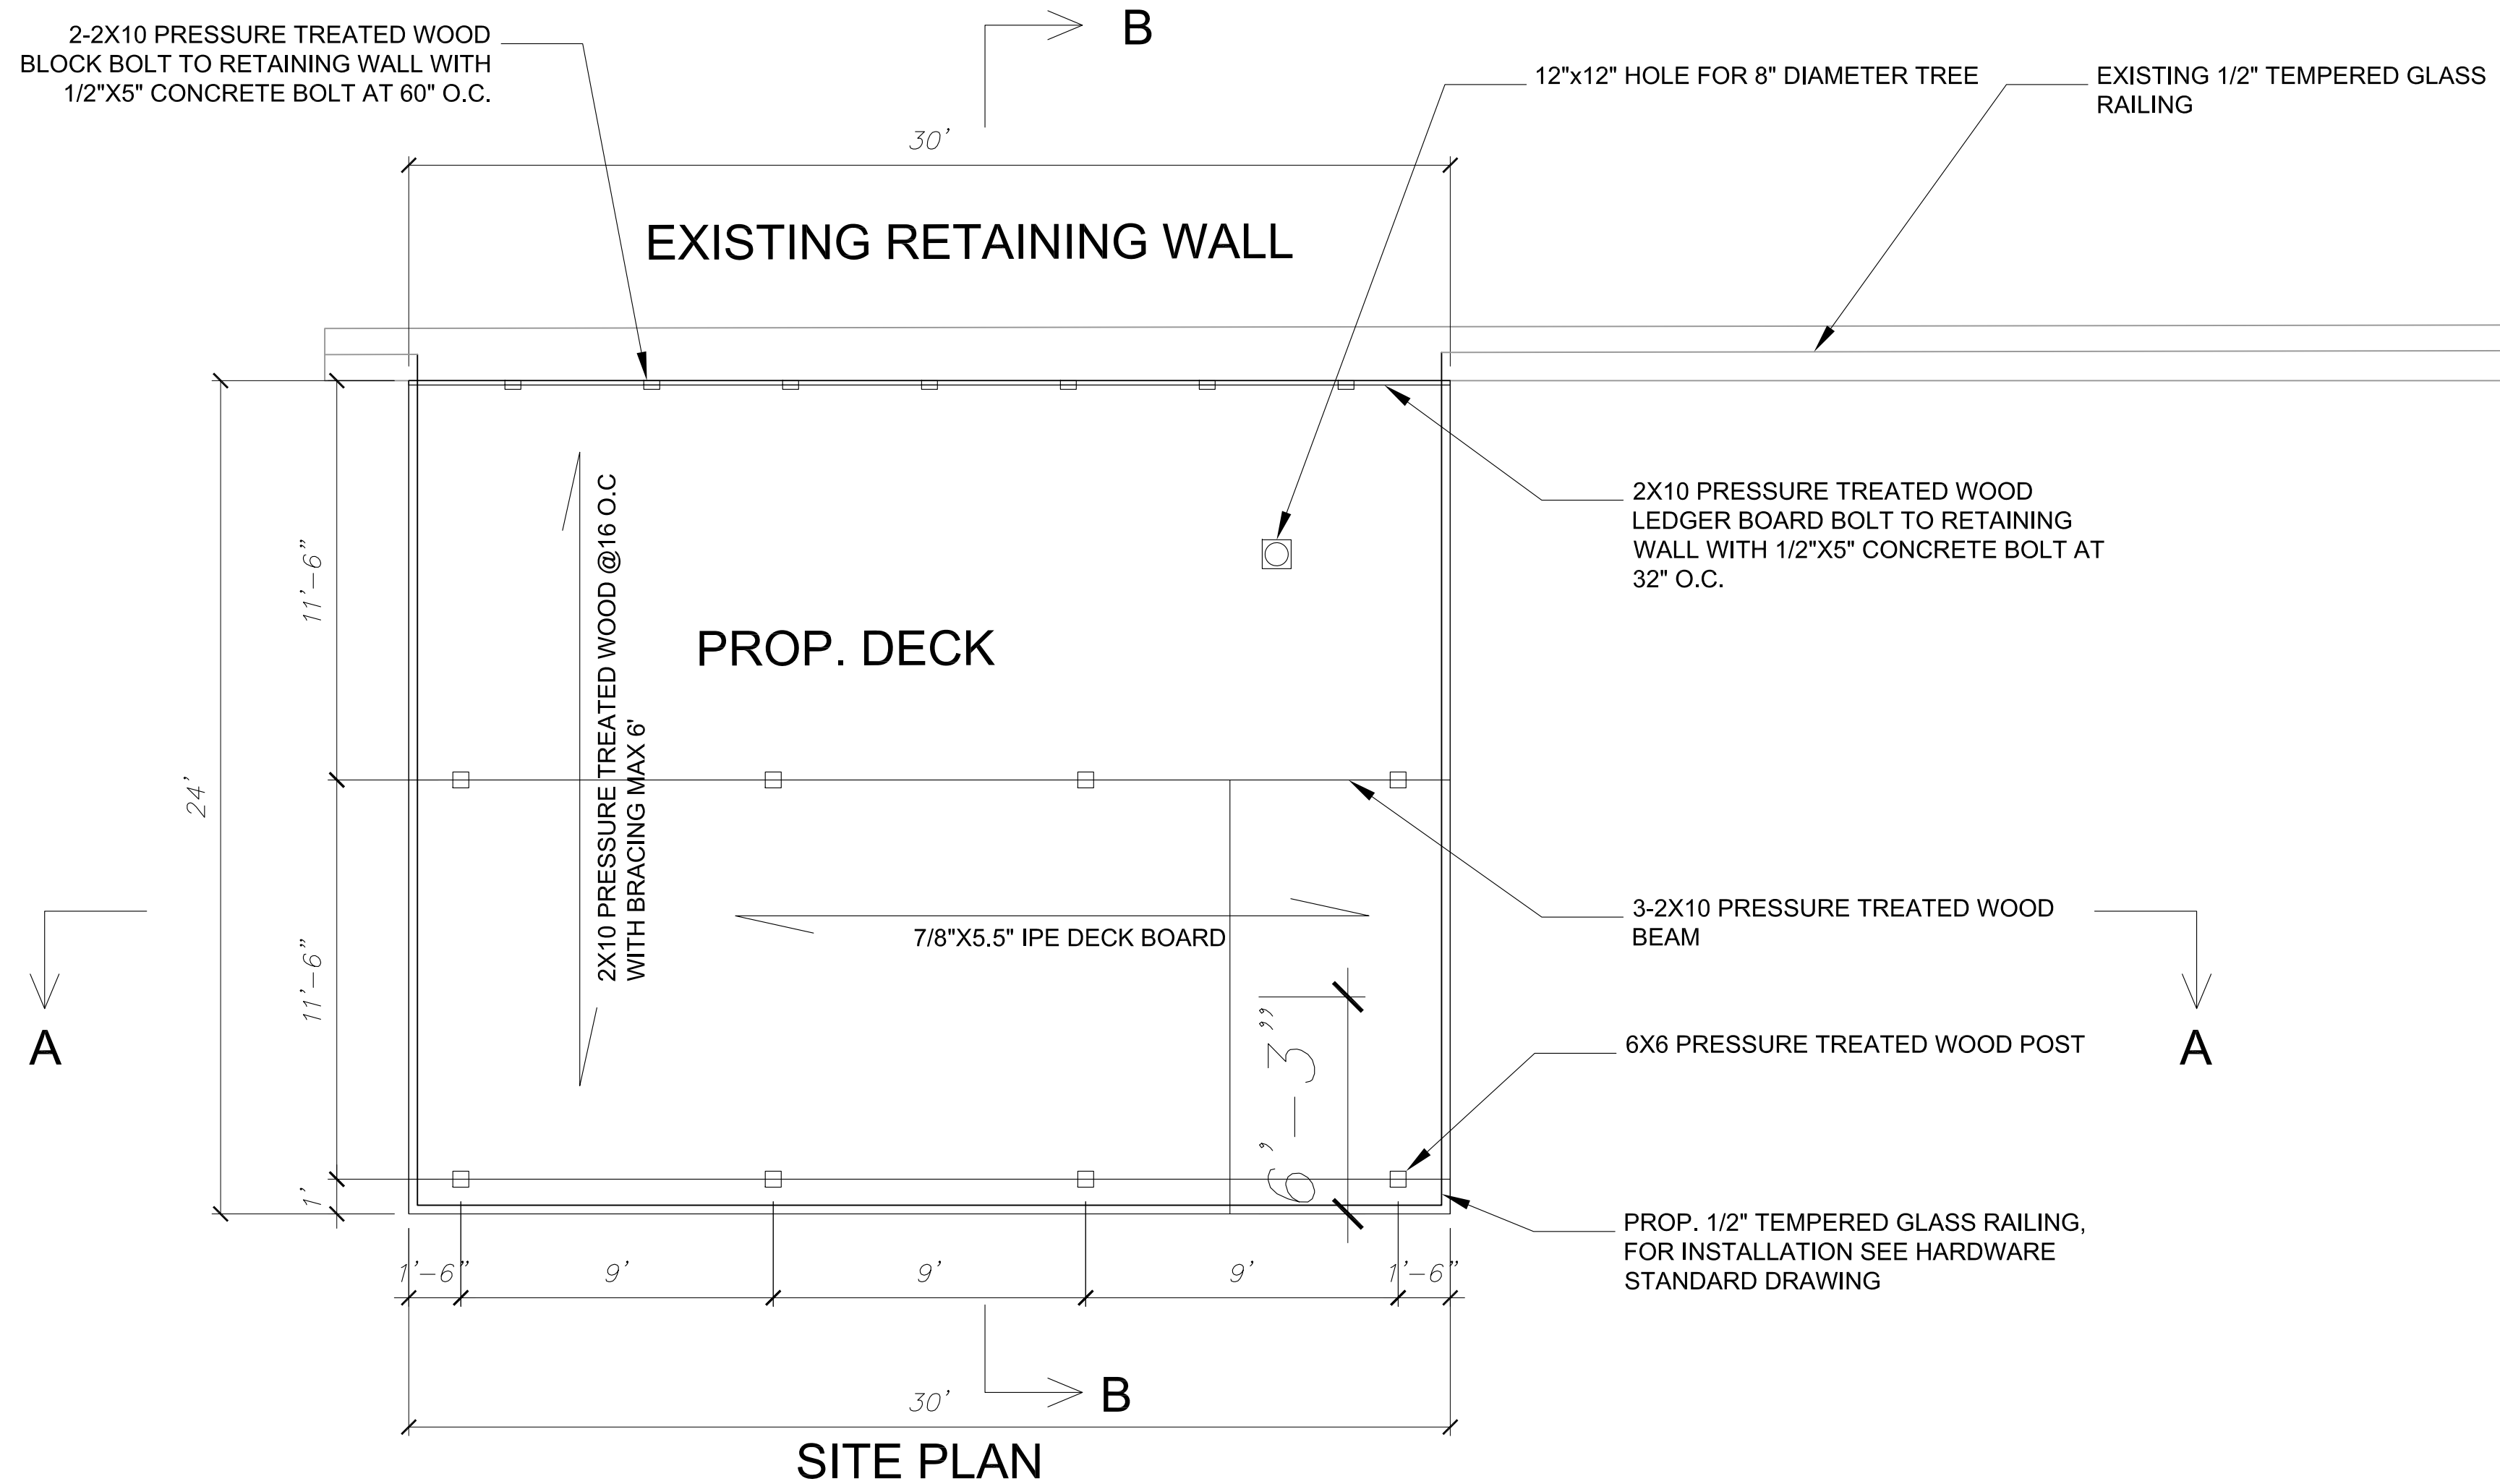 2-2X10 PRESSURE TREATED WOOD
BLOCK BOLT TO RETAINING WALL WITH
1/2"X5" CONCRETE BOLT AT 60" O.C.
B
12"x12" HOLE FOR 8" DIAMETER TREE
EXISTING 1/2" TEMPERED GLASS
RAILING
30'
EXISTING RETAINING WALL
2X10 PRESSURE TREATED WOOD
LEDGER BOARD BOLT TO RETAINING
WALL WITH 1/2"X5" CONCRETE BOLT AT
32" O.C.
11'-6"
2X10 PRESSURE TREATED WOOD @16 O.C
WITH BRACING MAX 6'
PROP. DECK
24'
3-2X10 PRESSURE TREATED WOOD
BEAM
7/8"X5.5" IPE DECK BOARD
11'-6"
A
6'-3"
6X6 PRESSURE TREATED WOOD POST
A
1'
PROP. 1/2" TEMPERED GLASS RAILING,
FOR INSTALLATION SEE HARDWARE
STANDARD DRAWING
1'-6"
9'
9'
9'
1'-6"
B
30'
SITE PLAN